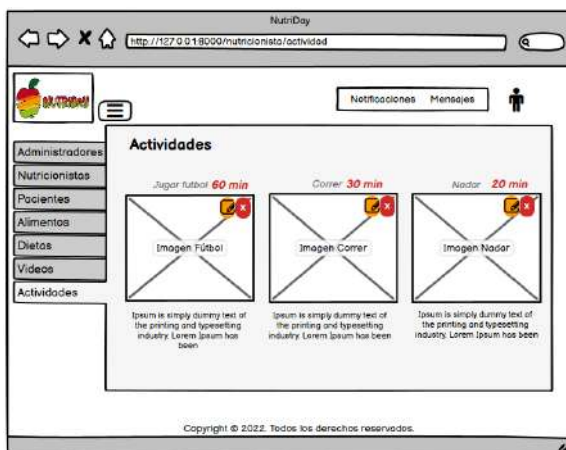 NutriDay
http://127.0.0.1:8000/nutricionista/actividad
NUTRIDAY
Notificaciones Mensajes
Administradores
Nutricionistas
Pacientes
Alimentos
Dietas
Videos
Actividades
Actividades
Jugar futbol 60 min
Correr 30 min
Nadar 20 min
X
X
X
Imagen Fútbol
Imagen Correr
Imagen Nadar
Ipsum is simply dummy text of
the printing and typesetting
industry. Lorem Ipsum has
been
Ipsum is simply dummy text of
the printing and typesetting
industry. Lorem Ipsum has been
Ipsum is simply dummy text of
the printing and typesetting
industry. Lorem Ipsum has been
Copyright © 2022. Todos los derechos reservados.